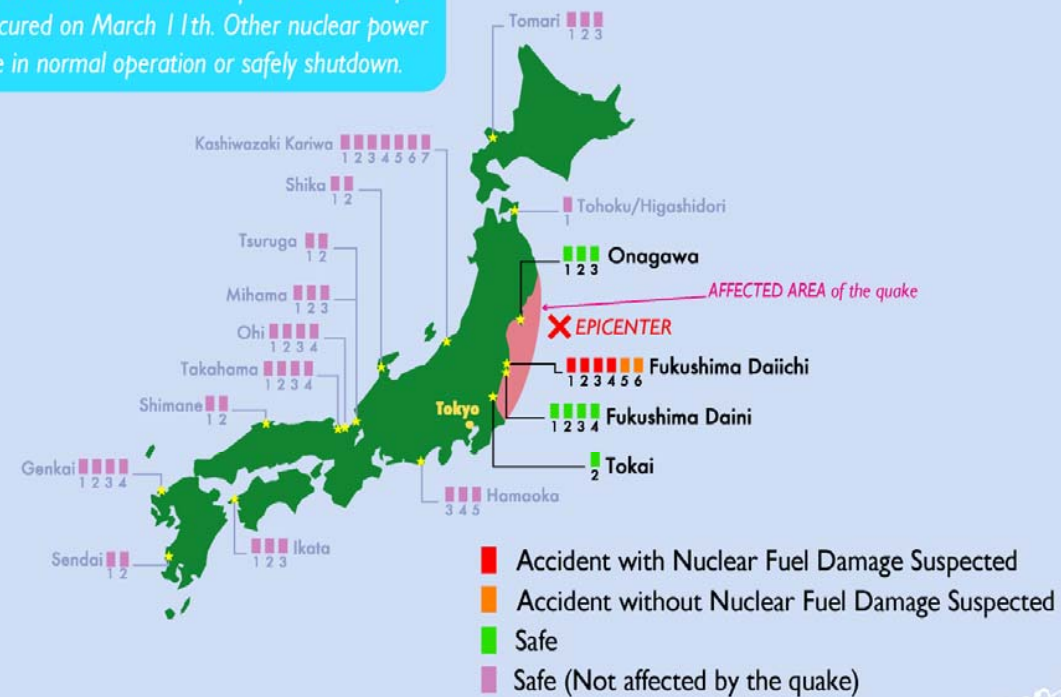 cured on March 11th. Other nuclear power
in normal operation or safely shutdown.
Tomari
1 2 3
Kashiwazaki Kariwa
1 2 3 4 5 6 7
Shika
1 2
Tohoku/Higashidori
1
Tsuruga
1 2
Onagawa
1 2 3
Mihama
1 2 3
AFFECTED AREA of the quake
EPICENTER
Ohi
1 2 3 4
Takahama
1 2 3 4
Fukushima Daiichi
1 2 3 4 5 6
Shimane
1 2
Tokyo
Fukushima Daini
1 2 3 4
Genkai
1 2 3 4
Tokai
2
Hamaoka
3 4 5
Ikata
1 2 3
Sendai
1 2
Accident with Nuclear Fuel Damage Suspected
Accident without Nuclear Fuel Damage Suspected
Safe
Safe (Not affected by the quake)